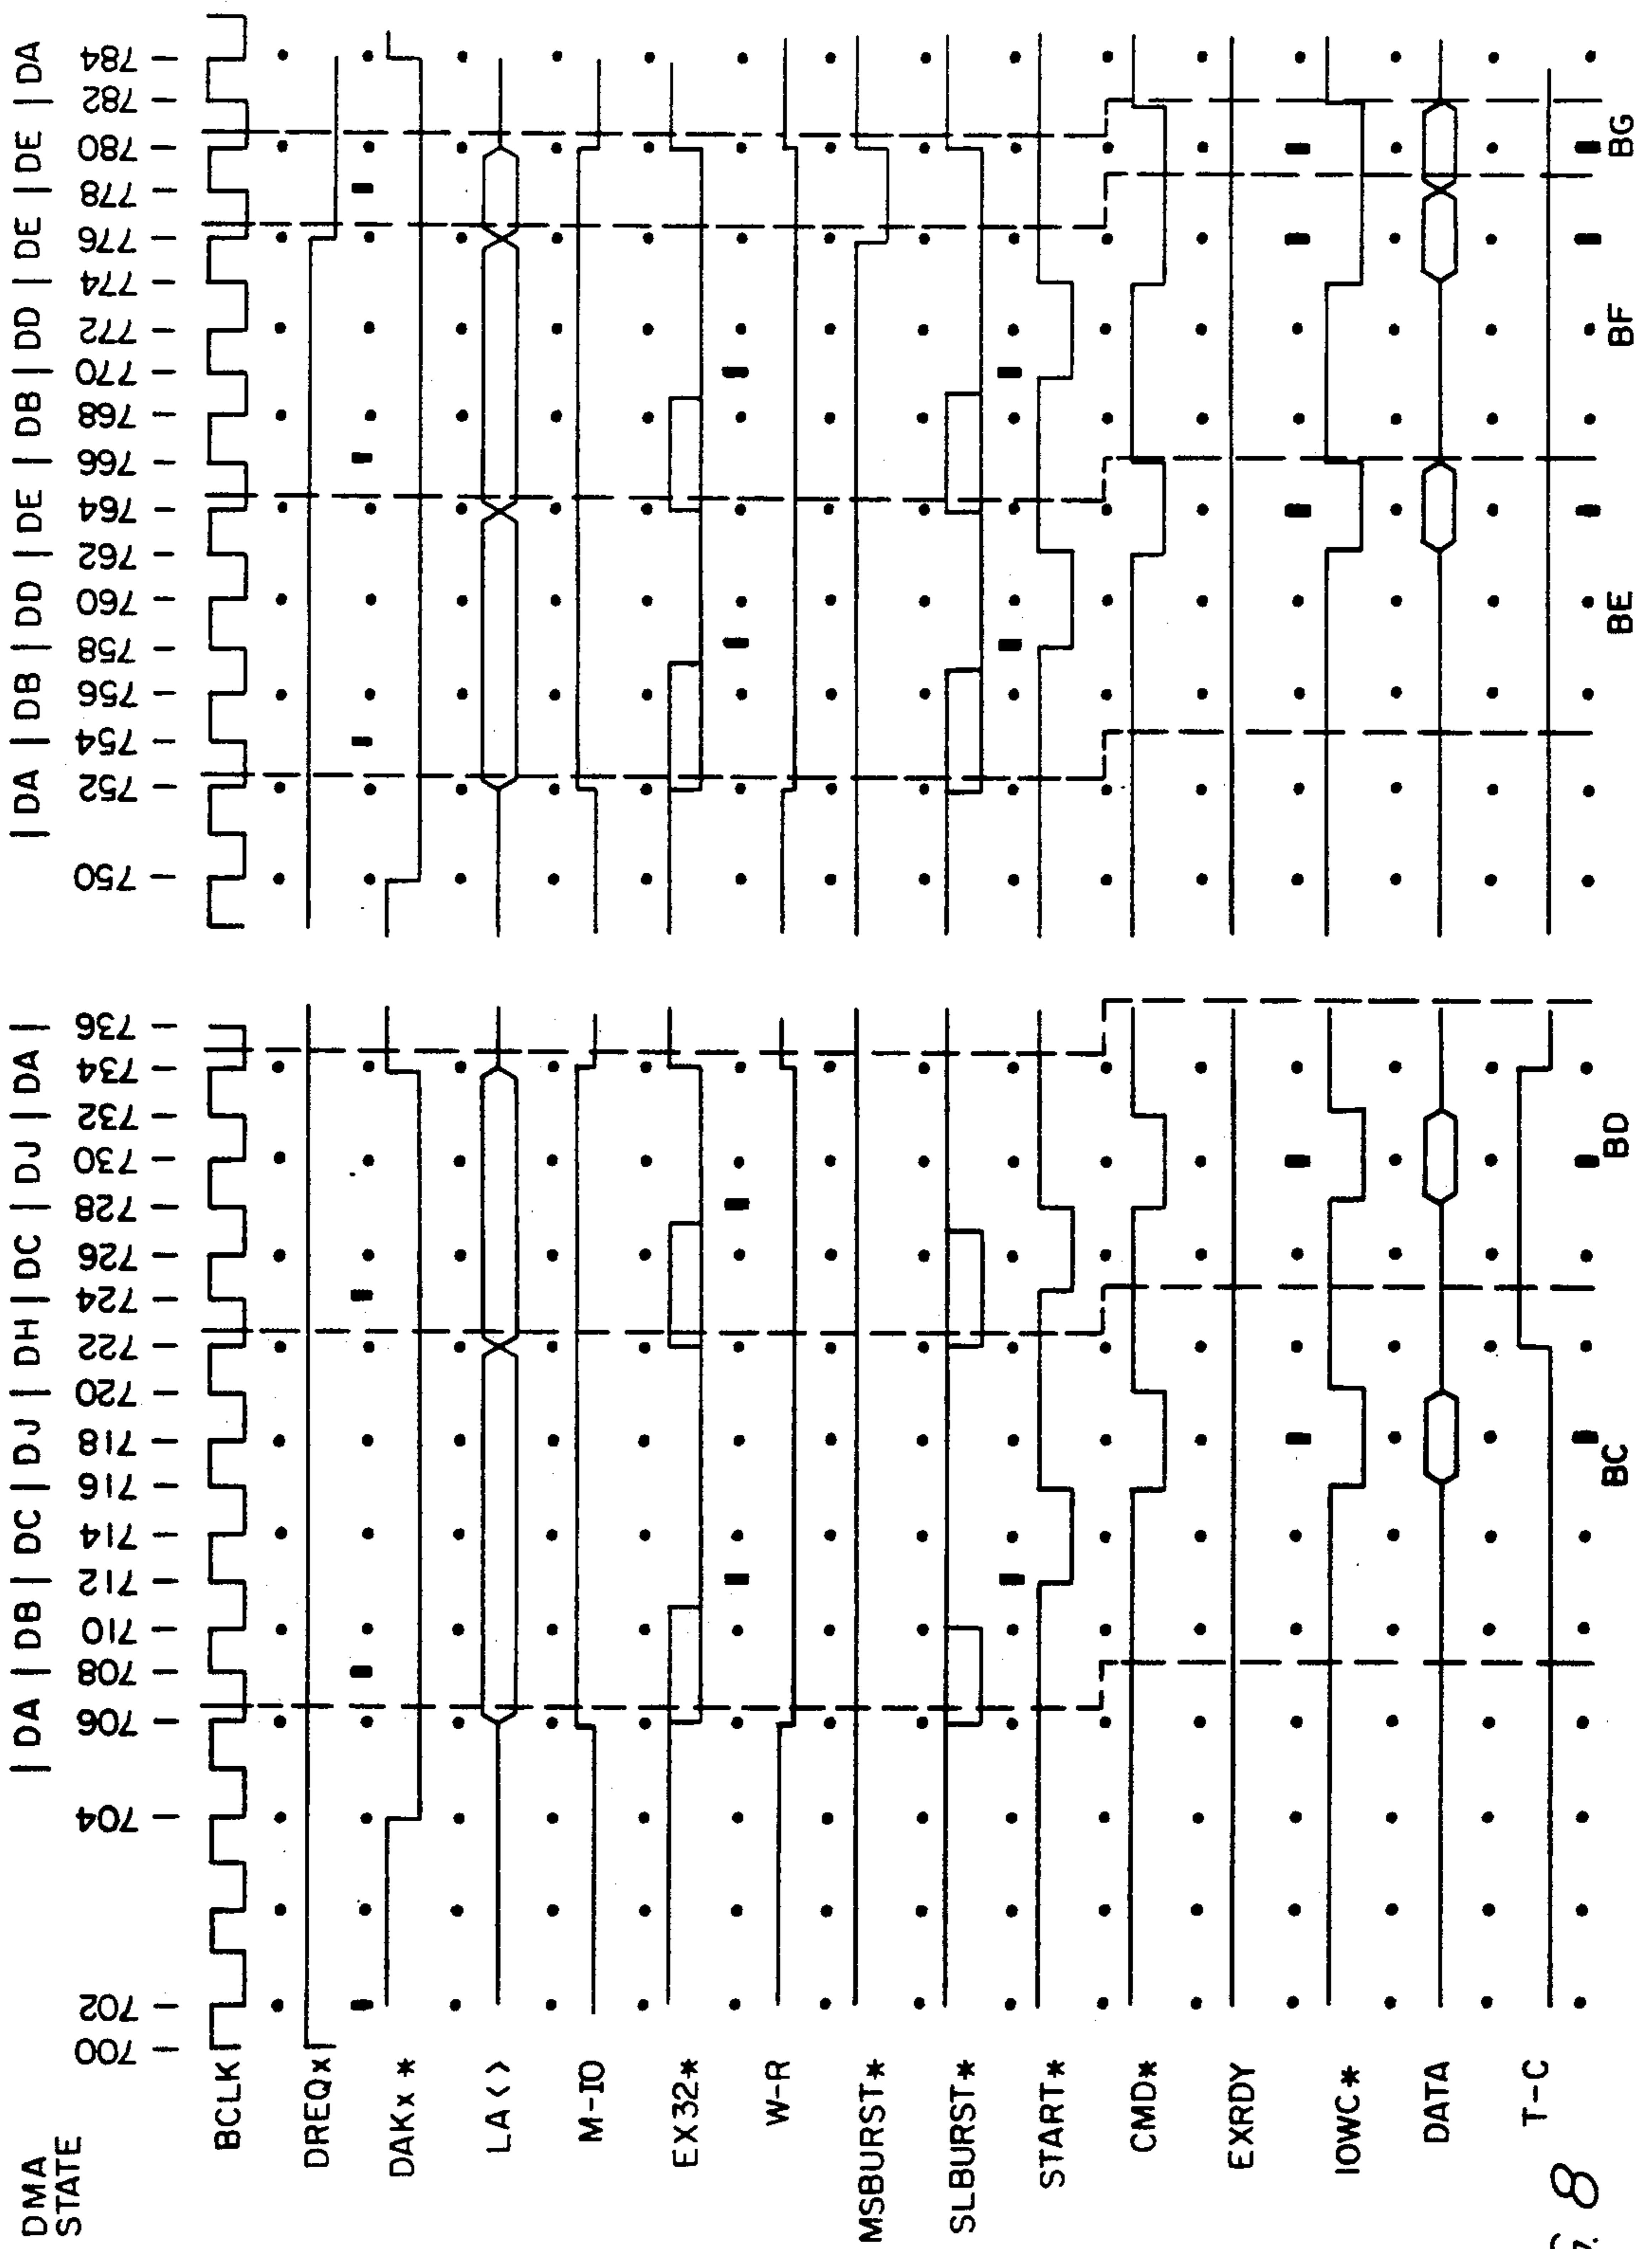 DMA
STATE
| DA | DB | DC | DJ | DH | DC | DJ | DA |
| DA | DB | DD | DE | DB | DD | DE | DE | DA
700 702 704 706 708 710 712 714 716 718 720 722 724 726 728 730 732 734 736
750 752 754 756 758 760 762 764 766 768 770 772 774 776 778 780 782 784
BCLK
DREQx
DAKx*
LA<>
M-IO
EX32*
W-R
MSBURST*
SLBURST*
START*
CMD*
EXRDY
IOWC*
DATA
T-C
BC BD BE BF BG
8